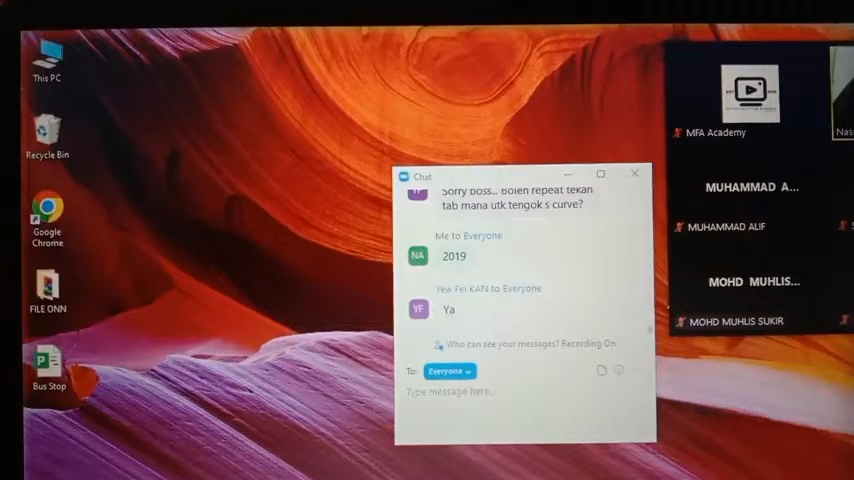 This PC
Recycle Bin
Google
Chrome
FILE ONN
Bus Stop
Chat
Sorry boss... Bolen repeat tekan
tab mana utk tengok s curve?
Me to Everyone
NA
2019
Yew Fei KAN to Everyone
YF
Ya
Who can see your messages? Recording On
To:
Everyone
Type message here...
MFA Academy
Nas
MUHAMMAD A...
MUHAMMAD ALIF
MOHD MUHLIS...
MOHD MUHLIS SUKIR